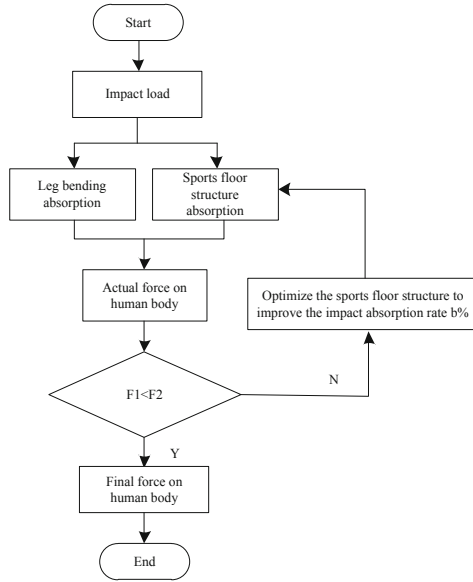 Start
Impact load
Leg bending
absorption
Sports floor
structure
absorption
Actual force on
human body
Optimize the sports floor structure to
improve the impact absorption rate b%
F1<F2
N
Y
Final force on
human body
End